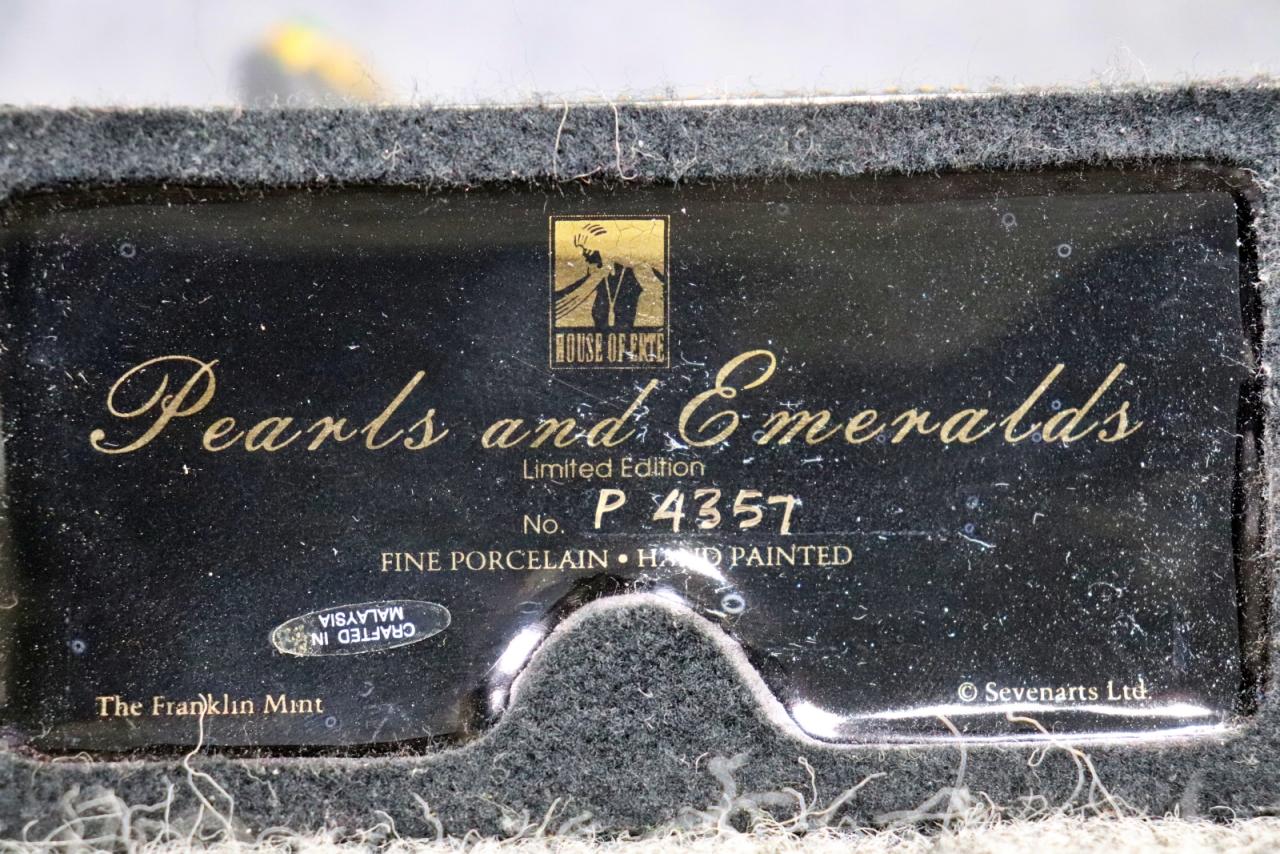 HOUSE OF ERTÉ
Pearls and Emeralds
Limited Edition
No. P 4357
FINE PORCELAIN • HAND PAINTED
CRAFTED IN
MALAYSIA
The Franklin Mint
© Sevenarts Ltd.